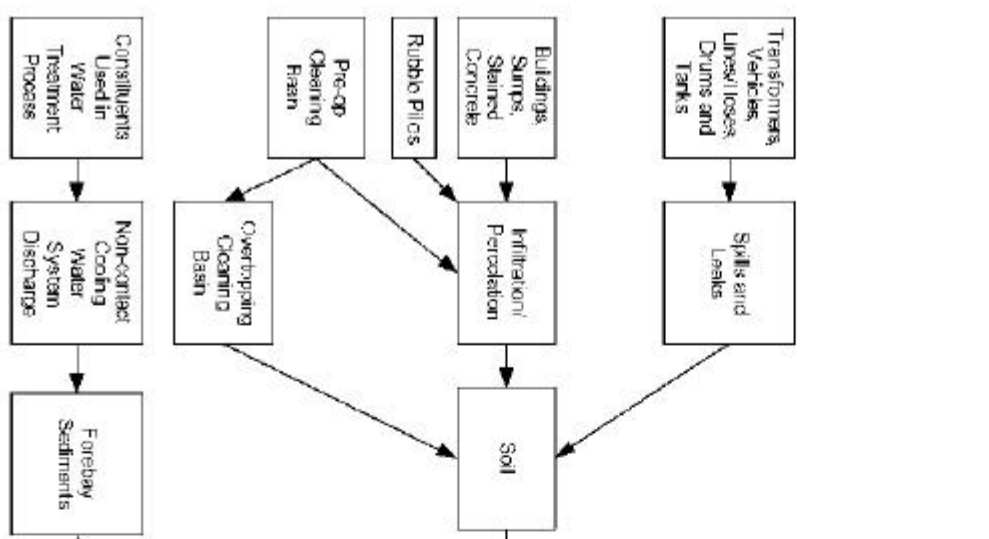 Transformers,
Vehicles,
Lines/Hoses,
Drums and
Tanks
Spills and
Leaks
Buildings,
Sumps,
Stained
Concrete
Rubble Piles
Infiltration/
Percolation
Soil
Pre-op
Cleaning
Basin
Overtopping
Cleaning
Basin
Constituents
Used in
Water
Treatment
Process
Non-contact
Cooling
Water
System
Discharge
Forebay
Sediments